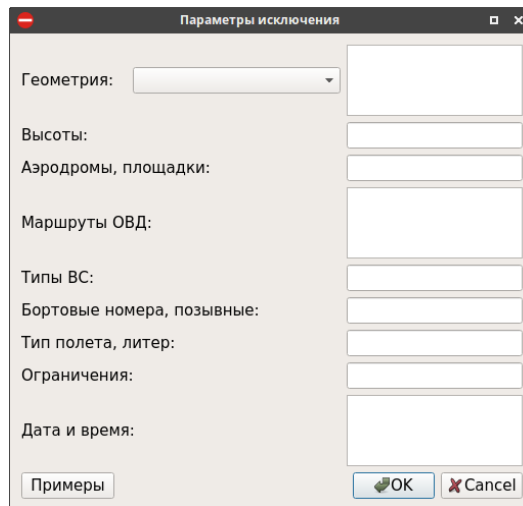 Параметры исключения
Геометрия:
Высоты:
Аэродромы, площадки:
Маршруты ОВД:
Типы ВС:
Бортовые номера, позывные:
Тип полета, литер:
Ограничения:
Дата и время:
Примеры OK Cancel